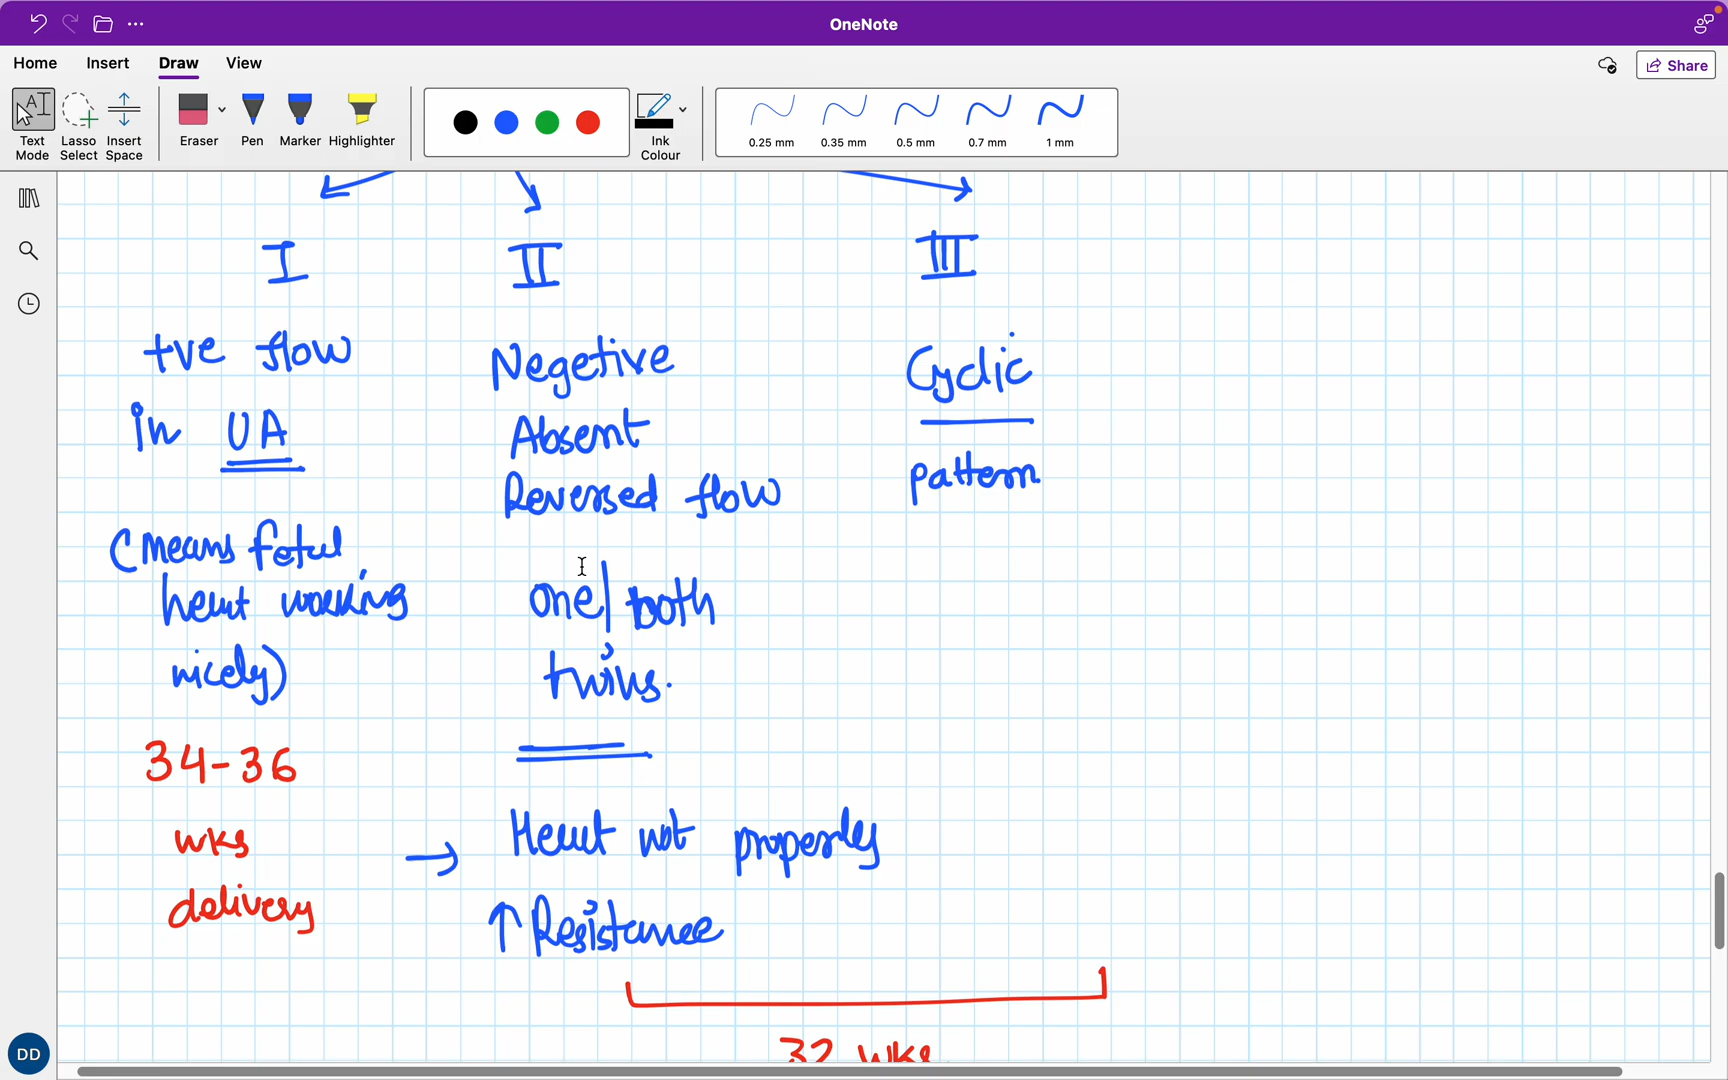 OneNote
Home Insert Draw View
Share
Text Mode
Lasso Select
Insert Space
Eraser
Pen
Marker
Highlighter
Ink Colour
0.25 mm
0.35 mm
0.5 mm
0.7 mm
1 mm
I II III
+ve flow
in UA
(means fetal
heart working
nicely)
34-36
wks
delivery
Negetive
Absent
Reversed flow
one/both
twins.
→ Heart not properly
↑ Resistance
Cyclic
pattern
32 wks
DD